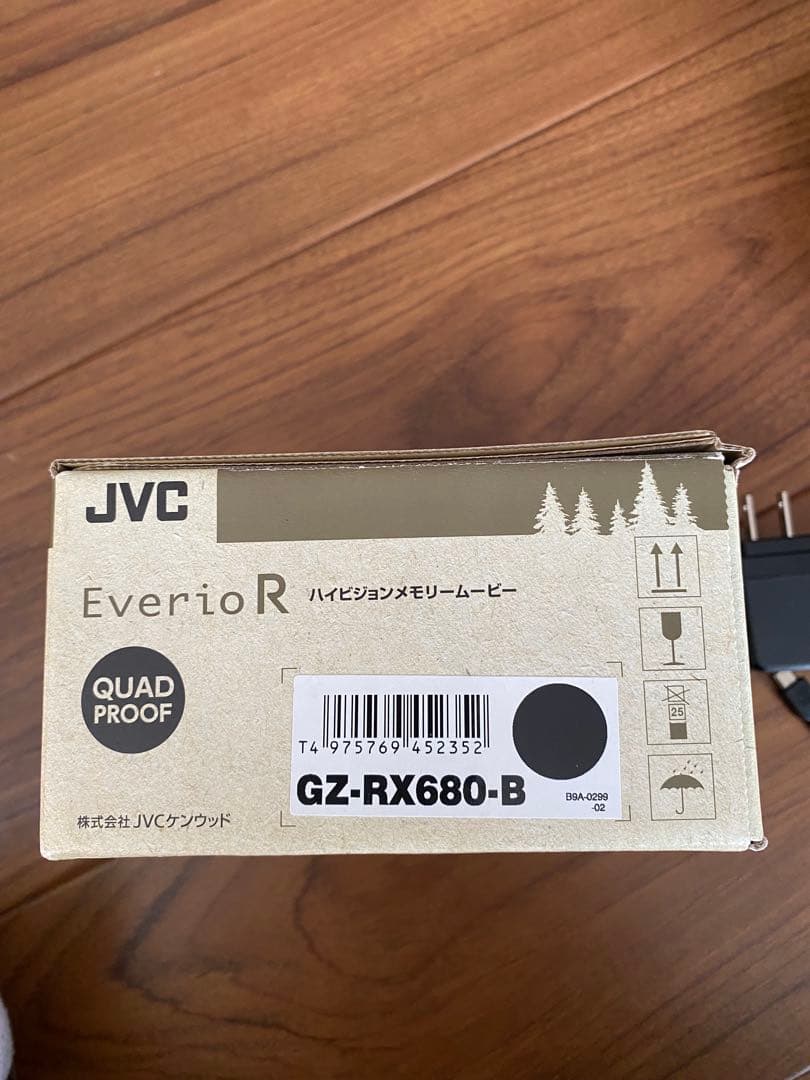 JVC
Everio R ハイビジョンメモリームービー
QUAD
PROOF
T4 975769 452352
GZ-RX680-B
B9A-0299
-02
25
株式会社 JVCケンウッド